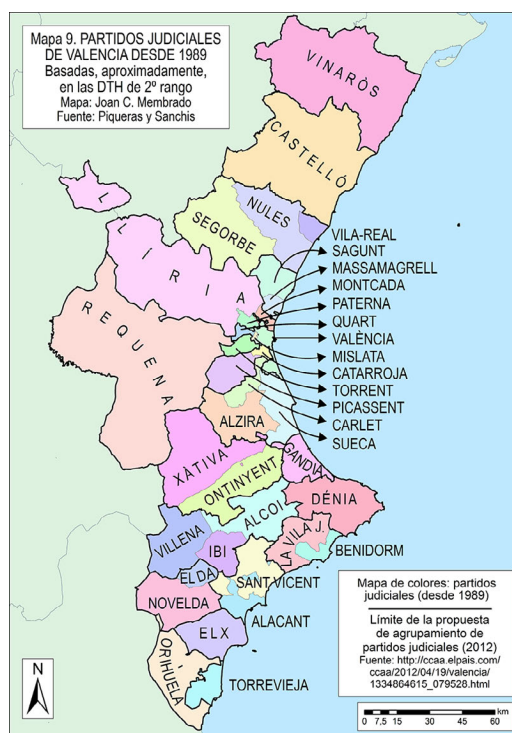 Mapa 9. PARTIDOS JUDICIALES
DE VALENCIA DESDE 1989
Basadas, aproximadamente,
en las DTH de 2º rango
Mapa: Joan C. Membrado
Fuente: Piqueras y Sanchis
VINARÒS
CASTELLÓ
NULES
SEGORBE
LLÍRIA
REQUENA
VILA-REAL
SAGUNT
MASSAMAGRELL
MONTCADA
PATERNA
QUART
VALÈNCIA
MISLATA
CATARROJA
TORRENT
PICASSENT
CARLET
SUECA
ALZIRA
XÀTIVA
GANDIA
ONTINYENT
DÉNIA
ALCOI
VILLENA
IBI
LA VILA J.
BENIDORM
ELDA
SANT VICENT
NOVELDA
ALACANT
ELX
ORIHUELA
TORREVIEJA
Mapa de colores: partidos
judiciales (desde 1989)
Límite de la propuesta
de agrupamiento de
partidos judiciales (2012)
Fuente: http://ccaa.elpais.com/
ccaa/2012/04/19/valencia/
1334864615_079528.html
N
km
0 7,5 15 30 45 60